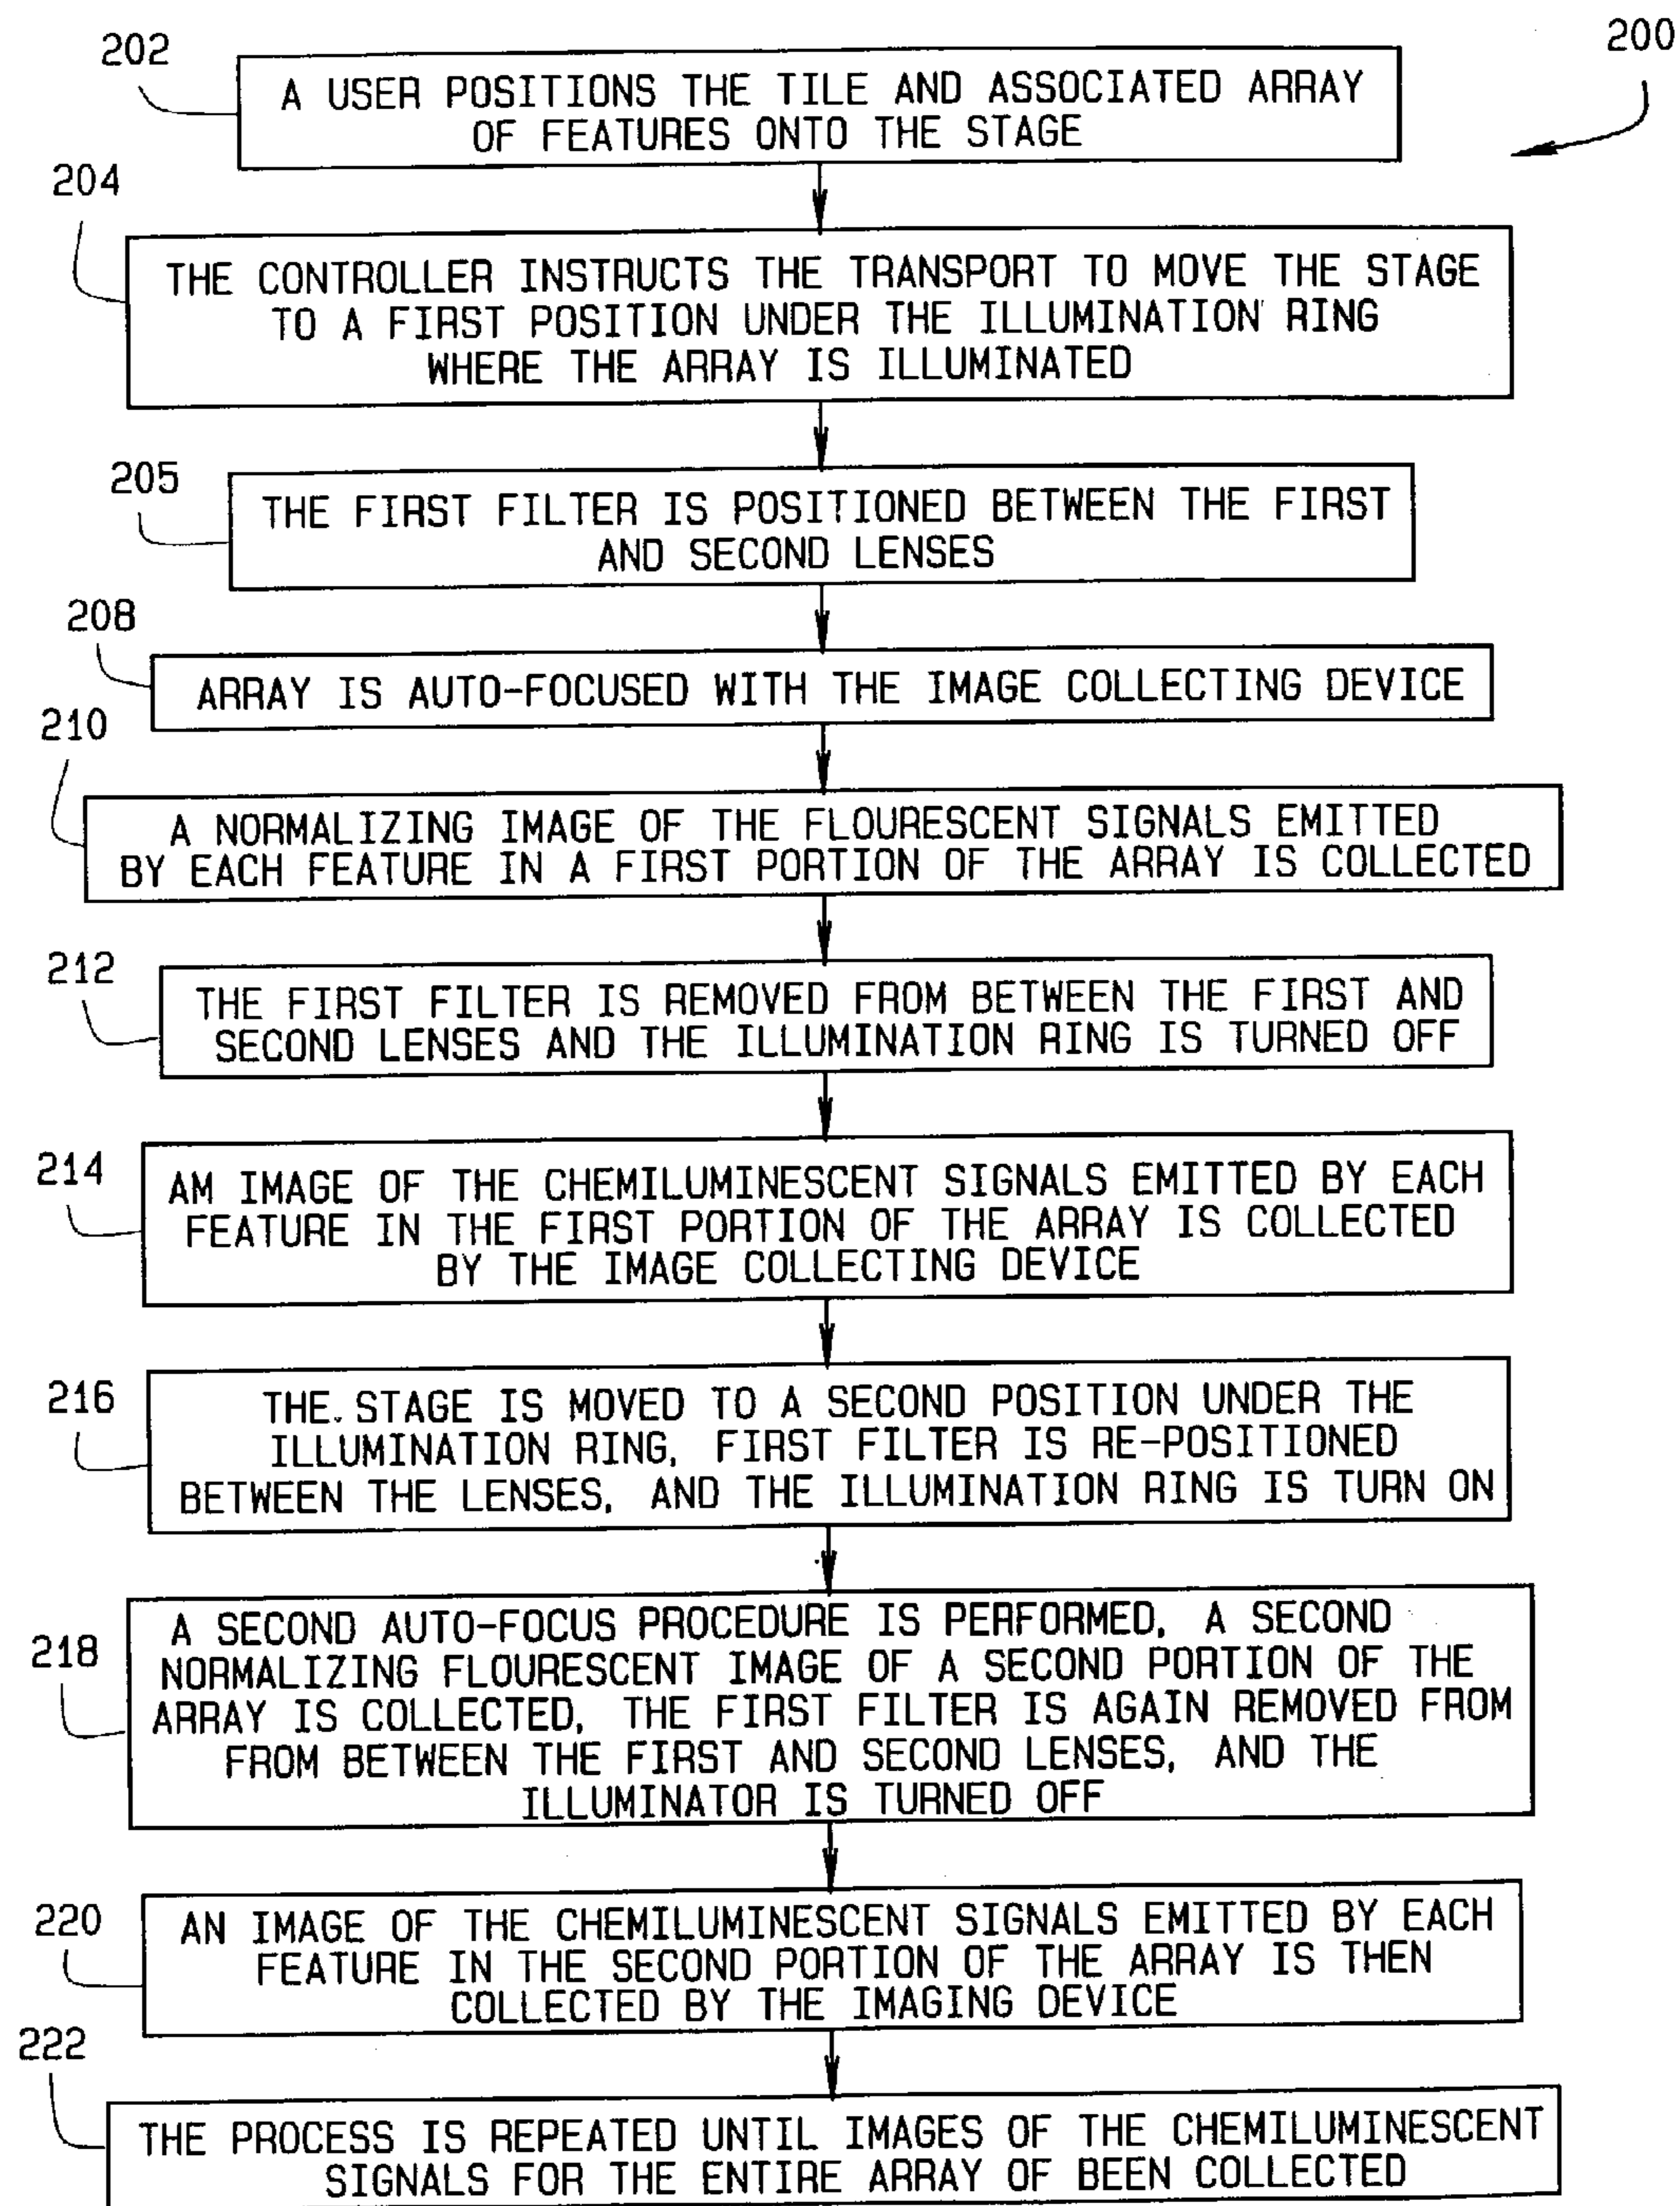 200
202
A USER POSITIONS THE TILE AND ASSOCIATED ARRAY
OF FEATURES ONTO THE STAGE
204
THE CONTROLLER INSTRUCTS THE TRANSPORT TO MOVE THE STAGE
TO A FIRST POSITION UNDER THE ILLUMINATION RING
WHERE THE ARRAY IS ILLUMINATED
205
THE FIRST FILTER IS POSITIONED BETWEEN THE FIRST
AND SECOND LENSES
208
ARRAY IS AUTO-FOCUSED WITH THE IMAGE COLLECTING DEVICE
210
A NORMALIZING IMAGE OF THE FLOURESCENT SIGNALS EMITTED
BY EACH FEATURE IN A FIRST PORTION OF THE ARRAY IS COLLECTED
212
THE FIRST FILTER IS REMOVED FROM BETWEEN THE FIRST AND
SECOND LENSES AND THE ILLUMINATION RING IS TURNED OFF
214
AM IMAGE OF THE CHEMILUMINESCENT SIGNALS EMITTED BY EACH
FEATURE IN THE FIRST PORTION OF THE ARRAY IS COLLECTED
BY THE IMAGE COLLECTING DEVICE
216
THE STAGE IS MOVED TO A SECOND POSITION UNDER THE
ILLUMINATION RING, FIRST FILTER IS RE-POSITIONED
BETWEEN THE LENSES, AND THE ILLUMINATION RING IS TURN ON
218
A SECOND AUTO-FOCUS PROCEDURE IS PERFORMED, A SECOND
NORMALIZING FLOURESCENT IMAGE OF A SECOND PORTION OF THE
ARRAY IS COLLECTED, THE FIRST FILTER IS AGAIN REMOVED FROM
FROM BETWEEN THE FIRST AND SECOND LENSES, AND THE
ILLUMINATOR IS TURNED OFF
220
AN IMAGE OF THE CHEMILUMINESCENT SIGNALS EMITTED BY EACH
FEATURE IN THE SECOND PORTION OF THE ARRAY IS THEN
COLLECTED BY THE IMAGING DEVICE
222
THE PROCESS IS REPEATED UNTIL IMAGES OF THE CHEMILUMINESCENT
SIGNALS FOR THE ENTIRE ARRAY OF BEEN COLLECTED